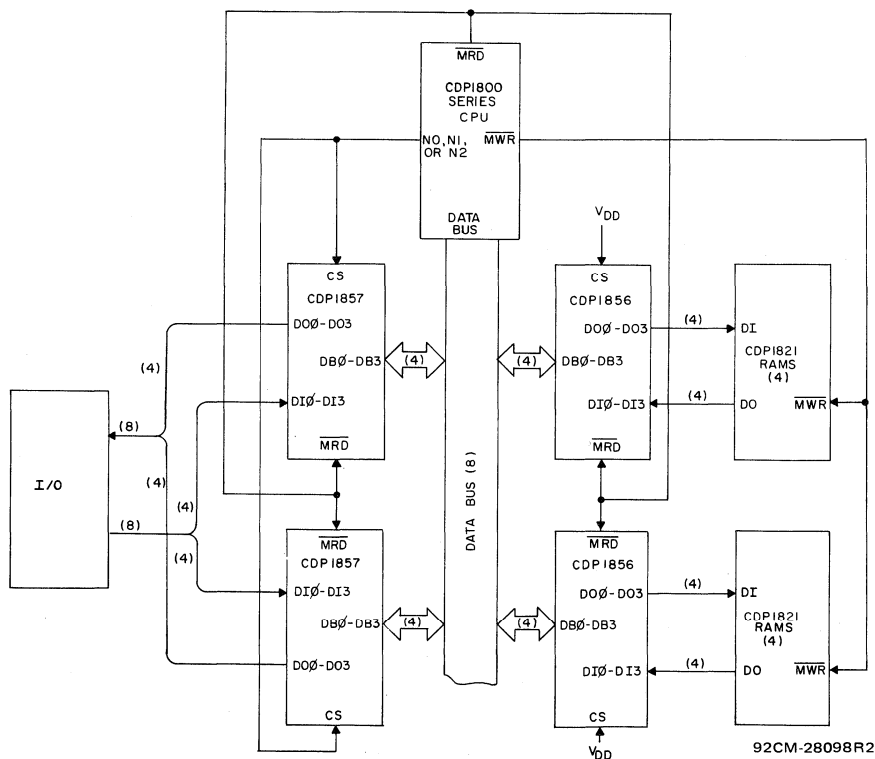 MRD
CDP1800
SERIES
CPU
N0, N1,
OR N2
MWR
DATA
BUS
VDD
CS
CDP1857
DOØ-DO3
DBØ-DB3
DIØ-DI3
MRD
(4)
(4)
CS
CDP1856
DOØ-DO3
DBØ-DB3
DIØ-DI3
MRD
(4)
(4)
(4)
DI
CDP1821
RAMS
(4)
DO
MWR
I/O
(8)
(8)
(4)
(4)
(4)
DATA BUS (8)
MRD
CDP1857
DIØ-DI3
DBØ-DB3
DOØ-DO3
CS
(4)
(4)
MRD
CDP1856
DOØ-DO3
DBØ-DB3
DIØ-DI3
CS
VDD
(4)
(4)
DI
CDP1821
RAMS
(4)
DO
MWR
92CM-28098R2